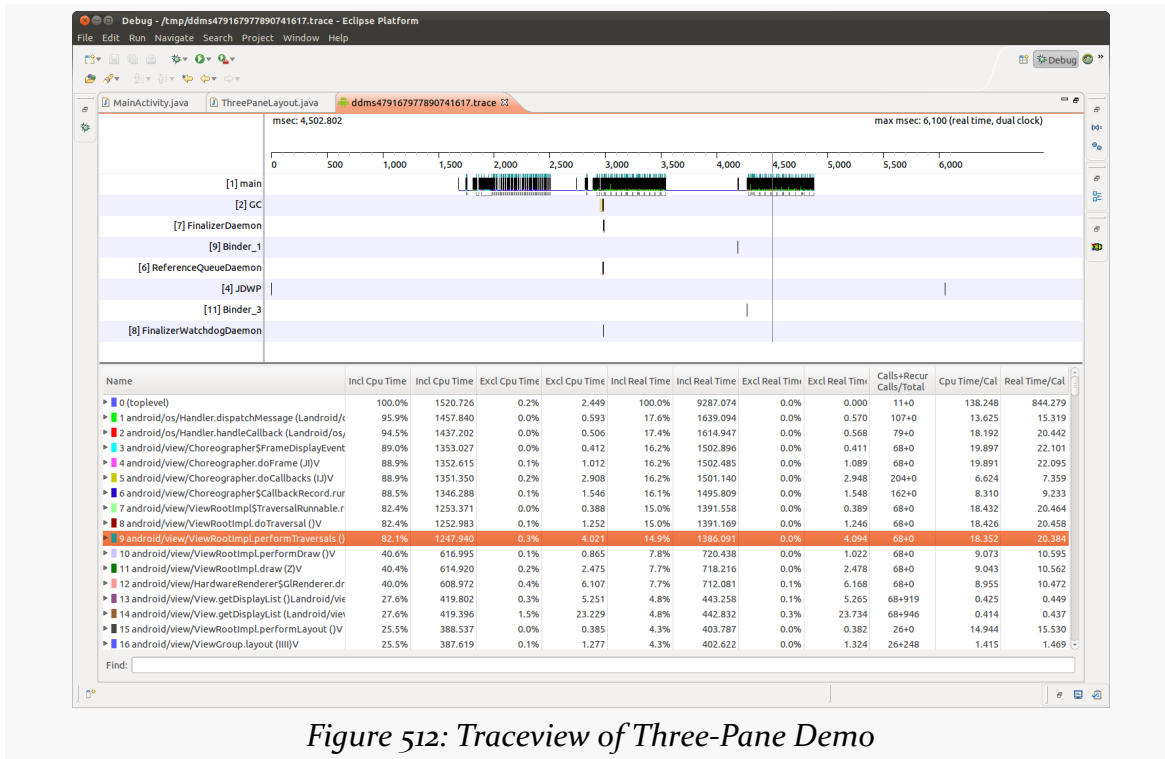 Debug - /tmp/ddms479167977890741617.trace - Eclipse Platform
File Edit Run Navigate Search Project Window Help
Debug »
MainActivity.java ThreePaneLayout.java ddms479167977890741617.trace
msec: 4,502.802 max msec: 6,100 (real time, dual clock)
0 500 1,000 1,500 2,000 2,500 3,000 3,500 4,000 4,500 5,000 5,500 6,000
[1] main
[2] GC
[7] FinalizerDaemon
[9] Binder_1
[6] ReferenceQueueDaemon
[4] JDWP
[11] Binder_3
[8] FinalizerWatchdogDaemon
Name Incl Cpu Time Incl Cpu Time Excl Cpu Time Excl Cpu Time Incl Real Time Incl Real Time Excl Real Time Excl Real Time Calls+Recur Calls/Total Cpu Time/Cal Real Time/Cal
0 (toplevel) 100.0% 1520.726 0.2% 2.449 100.0% 9287.074 0.0% 0.000 11+0 138.248 844.279
1 android/os/Handler.dispatchMessage (Landroid/c 95.9% 1457.840 0.0% 0.593 17.6% 1639.094 0.0% 0.570 107+0 13.625 15.319
2 android/os/Handler.handleCallback (Landroid/os/ 94.5% 1437.202 0.0% 0.506 17.4% 1614.947 0.0% 0.568 79+0 18.192 20.442
3 android/view/Choreographer$FrameDisplayEvent 89.0% 1353.027 0.0% 0.412 16.2% 1502.896 0.0% 0.411 68+0 19.897 22.101
4 android/view/Choreographer.doFrame (JI)V 88.9% 1352.615 0.1% 1.012 16.2% 1502.485 0.0% 1.089 68+0 19.891 22.095
5 android/view/Choreographer.doCallbacks (IJ)V 88.9% 1351.350 0.2% 2.908 16.2% 1501.140 0.0% 2.948 204+0 6.624 7.359
6 android/view/Choreographer$CallbackRecord.rur 88.5% 1346.288 0.1% 1.546 16.1% 1495.809 0.0% 1.548 162+0 8.310 9.233
7 android/view/ViewRootImpl$TraversalRunnable.r 82.4% 1253.371 0.0% 0.388 15.0% 1391.558 0.0% 0.389 68+0 18.432 20.464
8 android/view/ViewRootImpl.doTraversal ()V 82.4% 1252.983 0.1% 1.252 15.0% 1391.169 0.0% 1.246 68+0 18.426 20.458
9 android/view/ViewRootImpl.performTraversals () 82.1% 1247.940 0.3% 4.021 14.9% 1386.091 0.0% 4.094 68+0 18.352 20.384
10 android/view/ViewRootImpl.performDraw ()V 40.6% 616.995 0.1% 0.865 7.8% 720.438 0.0% 1.022 68+0 9.073 10.595
11 android/view/ViewRootImpl.draw (Z)V 40.4% 614.920 0.2% 2.475 7.7% 718.216 0.0% 2.478 68+0 9.043 10.562
12 android/view/HardwareRenderer$GlRenderer.dr 40.0% 608.972 0.4% 6.107 7.7% 712.081 0.1% 6.168 68+0 8.955 10.472
13 android/view/View.getDisplayList ()Landroid/vie 27.6% 419.802 0.3% 5.251 4.8% 443.258 0.1% 5.265 68+919 0.425 0.449
14 android/view/View.getDisplayList (Landroid/viev 27.6% 419.396 1.5% 23.229 4.8% 442.832 0.3% 23.734 68+946 0.414 0.437
15 android/view/ViewRootImpl.performLayout ()V 25.5% 388.537 0.0% 0.385 4.3% 403.787 0.0% 0.382 26+0 14.944 15.530
16 android/view/ViewGroup.layout (IIII)V 25.5% 387.619 0.1% 1.277 4.3% 402.622 0.0% 1.324 26+248 1.415 1.469
Find:
Figure 512: Traceview of Three-Pane Demo